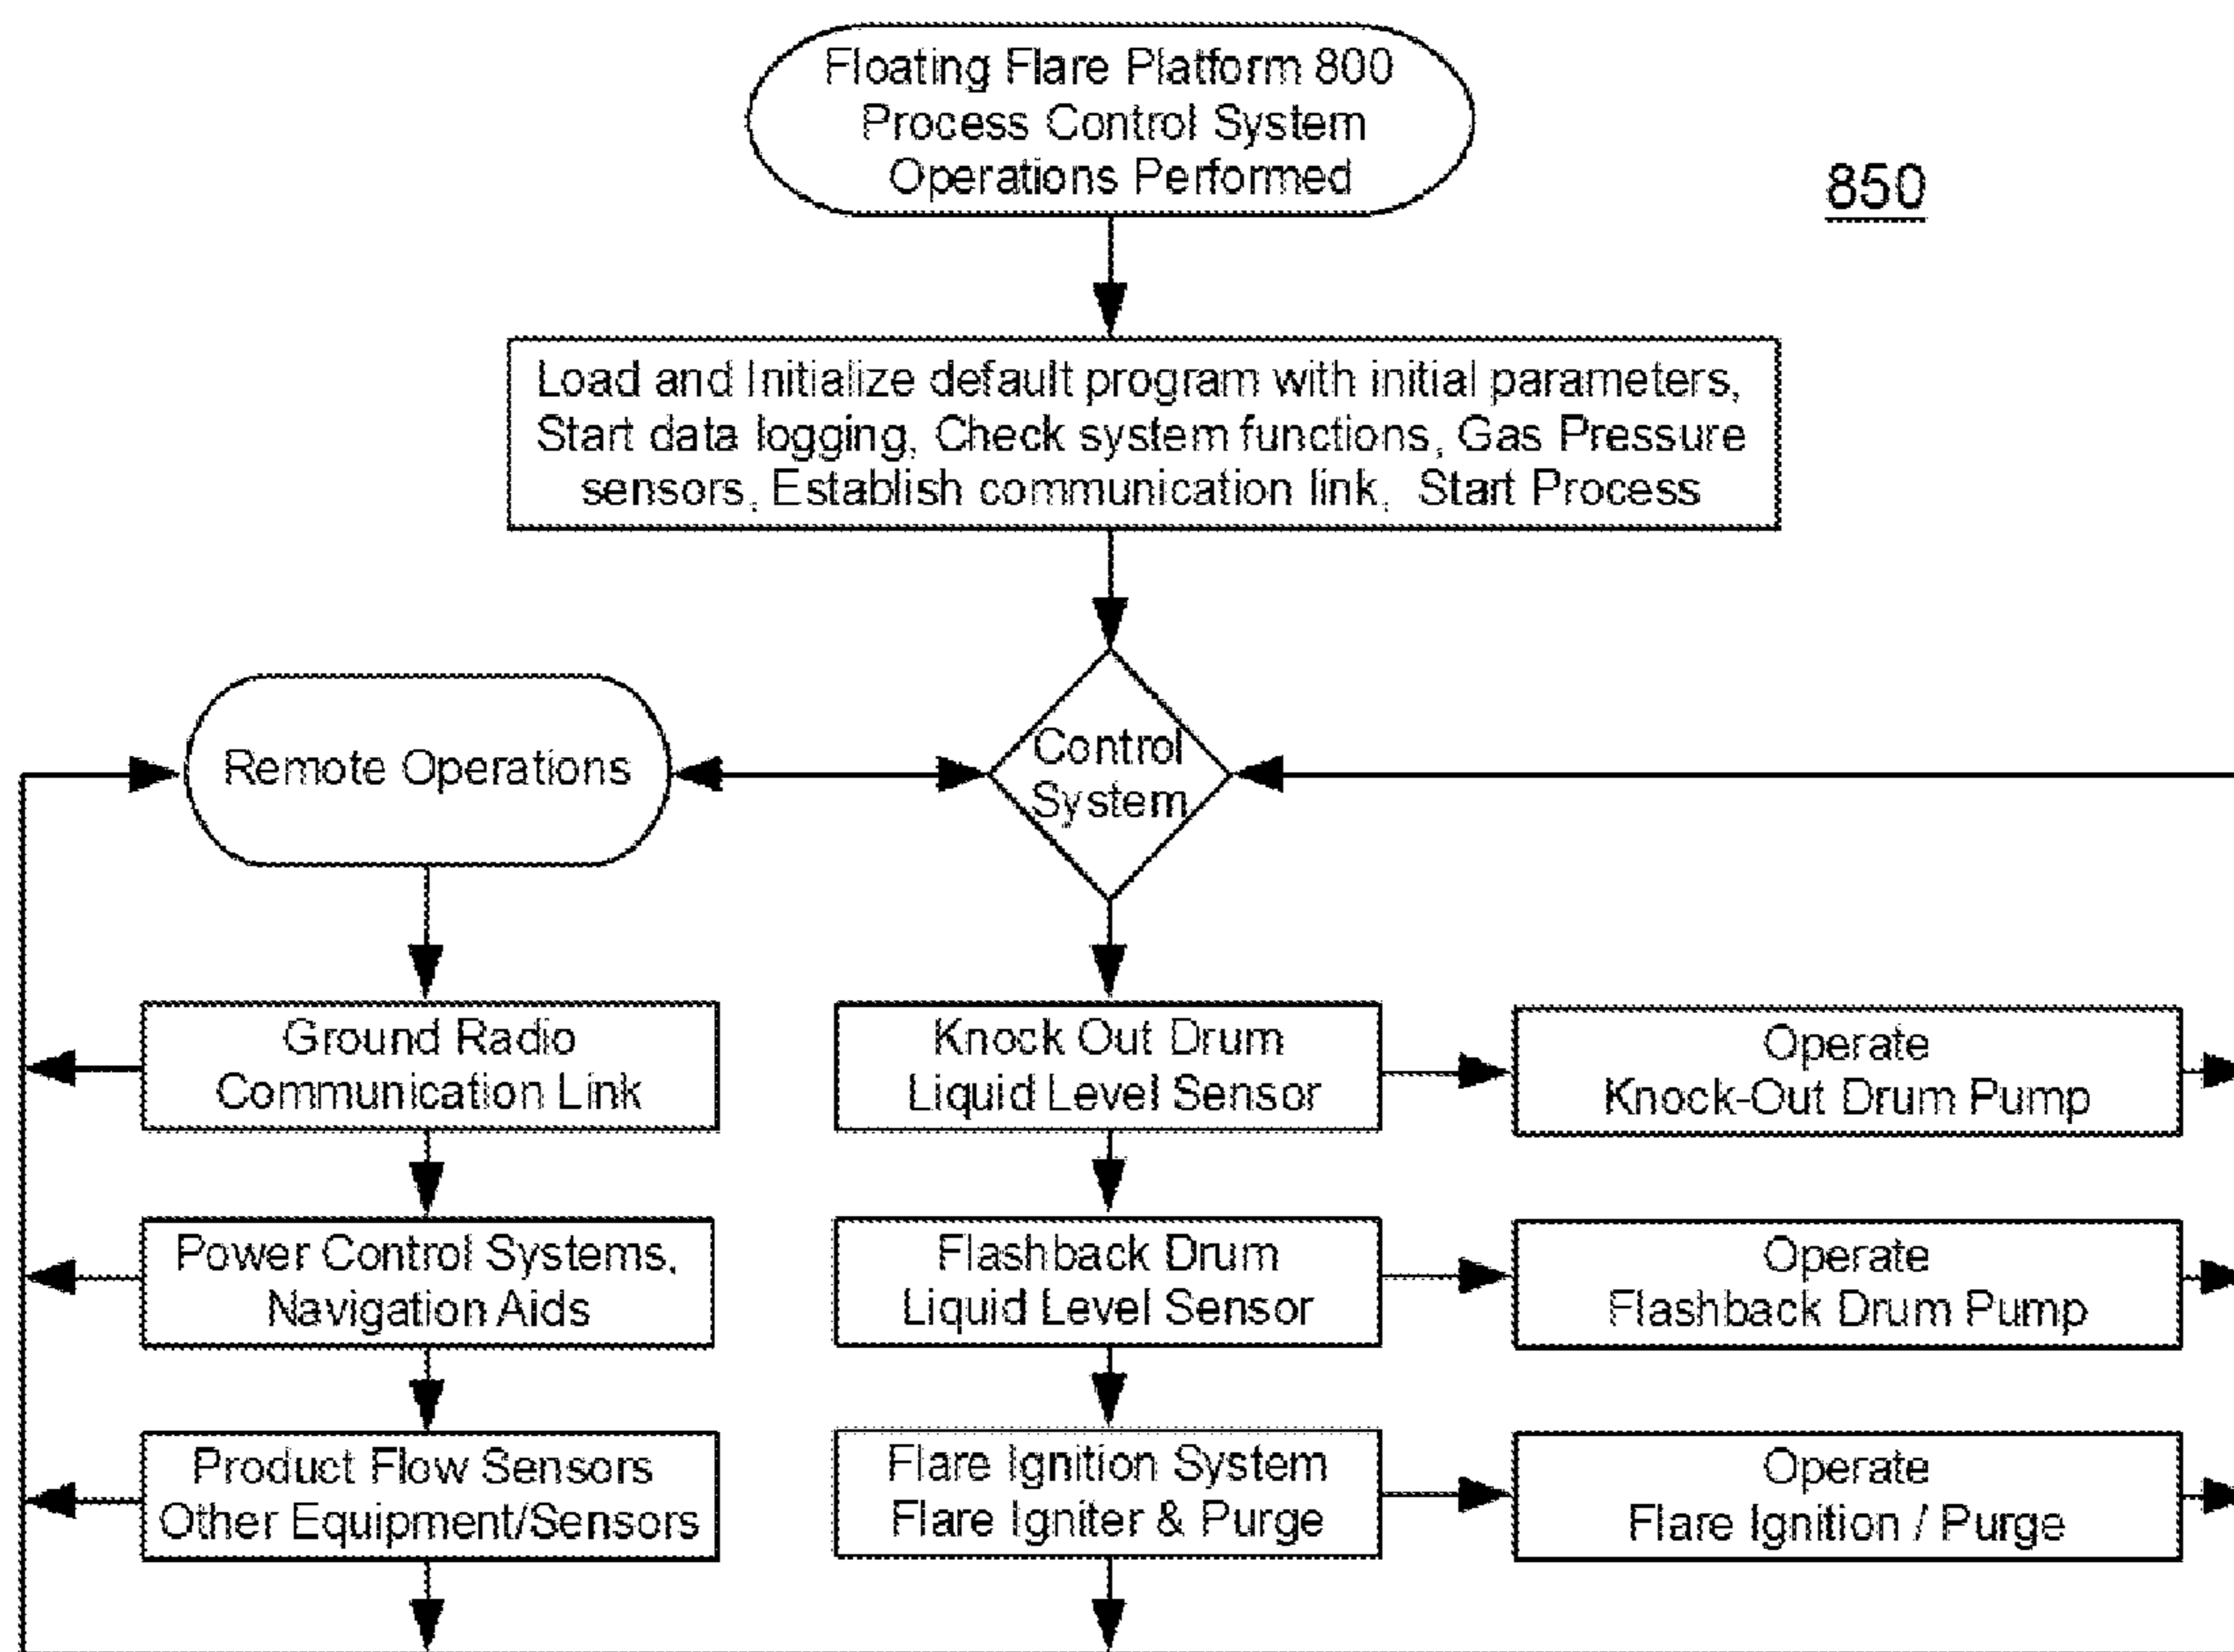 Floating Flare Platform 800
Process Control System
Operations Performed
850
Load and Initialize default program with initial parameters,
Start data logging, Check system functions, Gas Pressure
sensors, Establish communication link, Start Process
Remote Operations
Control
System
Ground Radio
Communication Link
Knock Out Drum
Liquid Level Sensor
Operate
Knock-Out Drum Pump
Power Control Systems,
Navigation Aids
Flashback Drum
Liquid Level Sensor
Operate
Flashback Drum Pump
Product Flow Sensors
Other Equipment/Sensors
Flare Ignition System
Flare Igniter & Purge
Operate
Flare Ignition / Purge